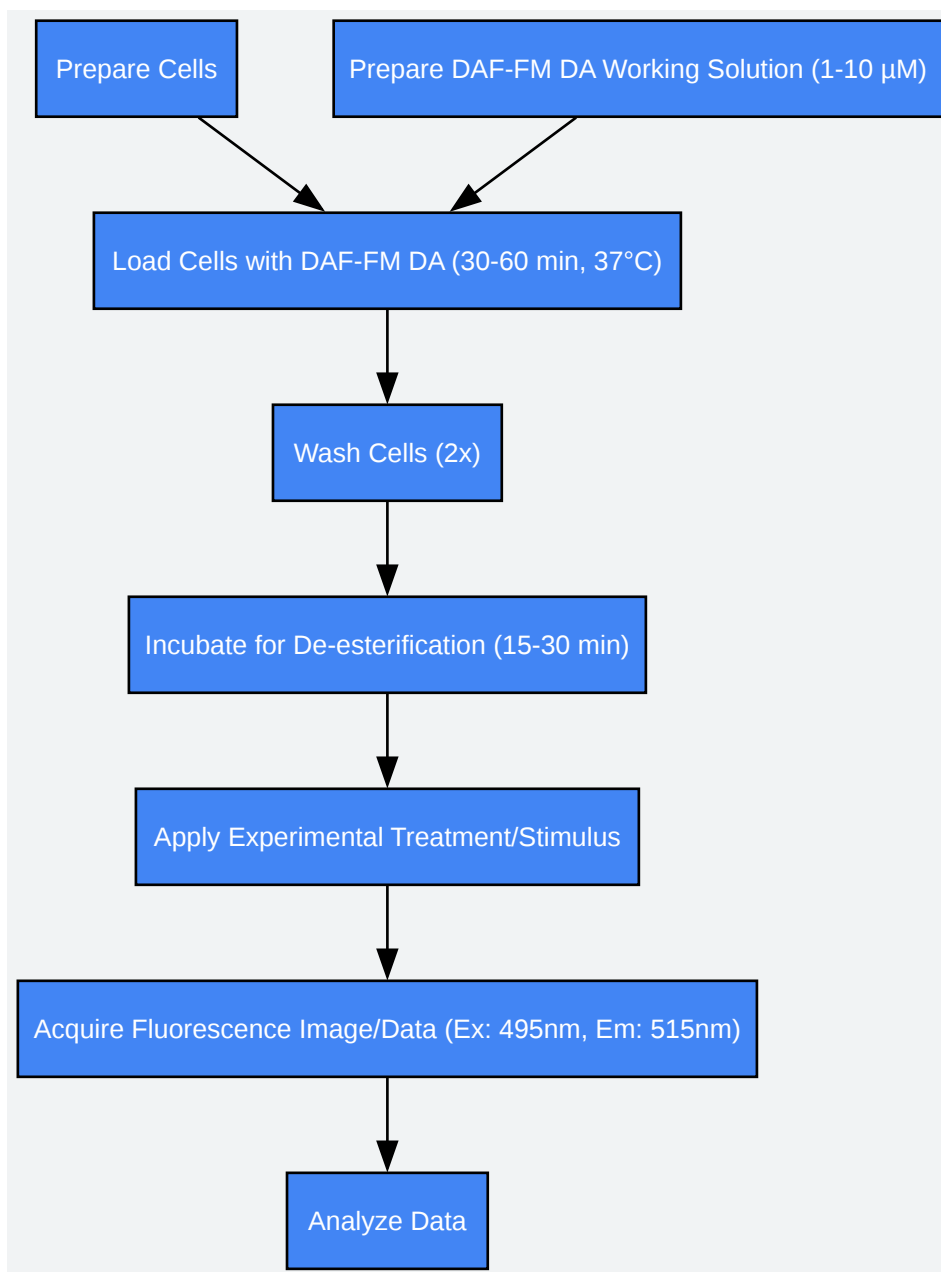 Prepare Cells
Prepare DAF-FM DA Working Solution (1-10 µM)
Load Cells with DAF-FM DA (30-60 min, 37°C)
Wash Cells (2x)
Incubate for De-esterification (15-30 min)
Apply Experimental Treatment/Stimulus
Acquire Fluorescence Image/Data (Ex: 495nm, Em: 515nm)
Analyze Data